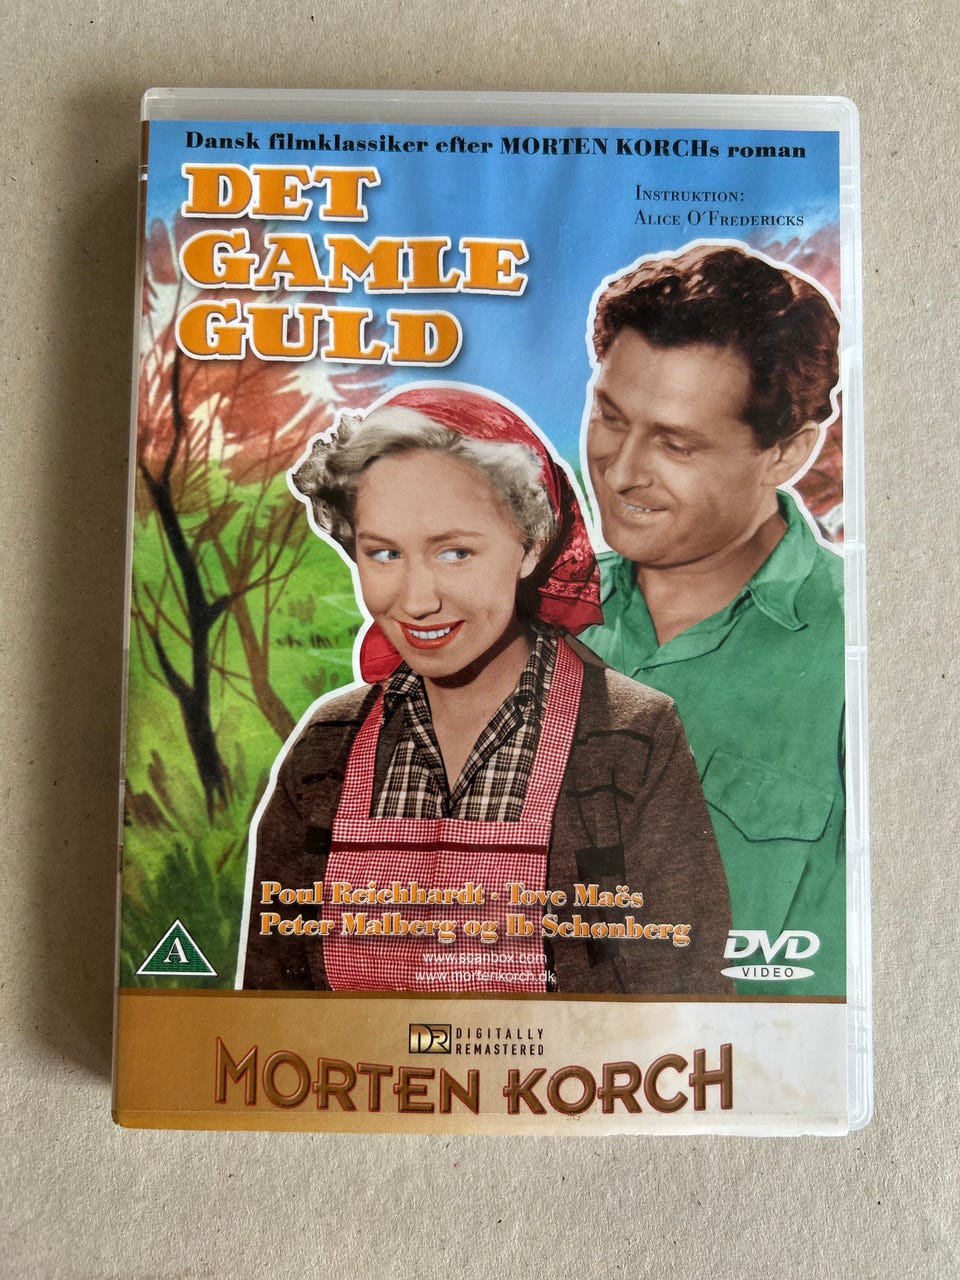 Dansk filmklassiker efter MORTEN KORCHs roman
DET
GAMLE
GULD
INSTRUKTION:
ALICE O´FREDERICKS
Poul Reichhardt · Tove Maës
Peter Malberg og Ib Schønberg
www.scanbox.com
www.mortenkorch.dk
A
DVD
VIDEO
DR DIGITALLY
REMASTERED
MORTEN KORCH